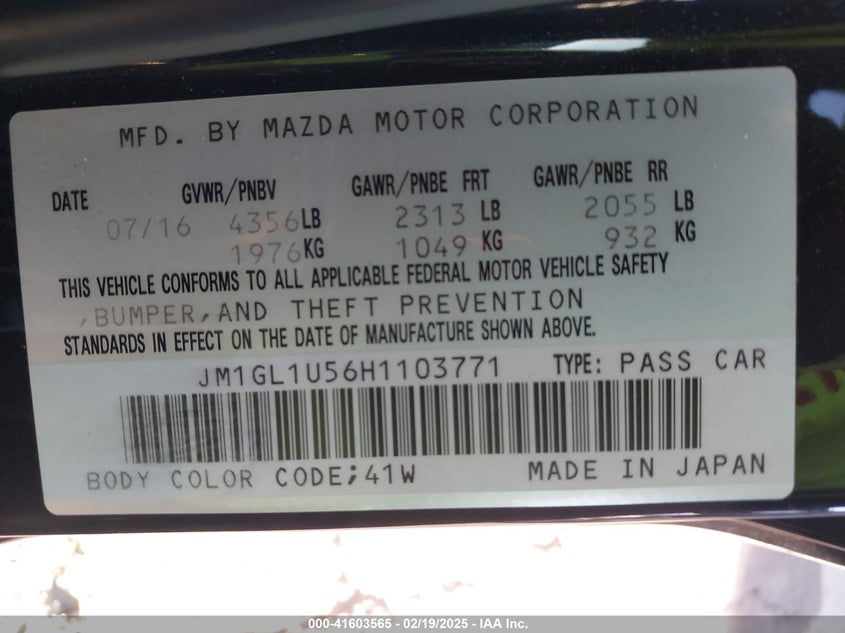 MFD. BY MAZDA MOTOR CORPORATION
DATE GVWR/PNBV GAWR/PNBE FRT GAWR/PNBE RR
07/16 4356LB 2313 LB 2055 LB
1976KG 1049 KG 932 KG
THIS VEHICLE CONFORMS TO ALL APPLICABLE FEDERAL MOTOR VEHICLE SAFETY
,BUMPER,AND THEFT PREVENTION
STANDARDS IN EFFECT ON THE DATE OF MANUFACTURE SHOWN ABOVE.
JM1GL1U56H1103771 TYPE: PASS CAR
BODY COLOR CODE;41W MADE IN JAPAN
000-41603565 - 02/19/2025 - IAA Inc.